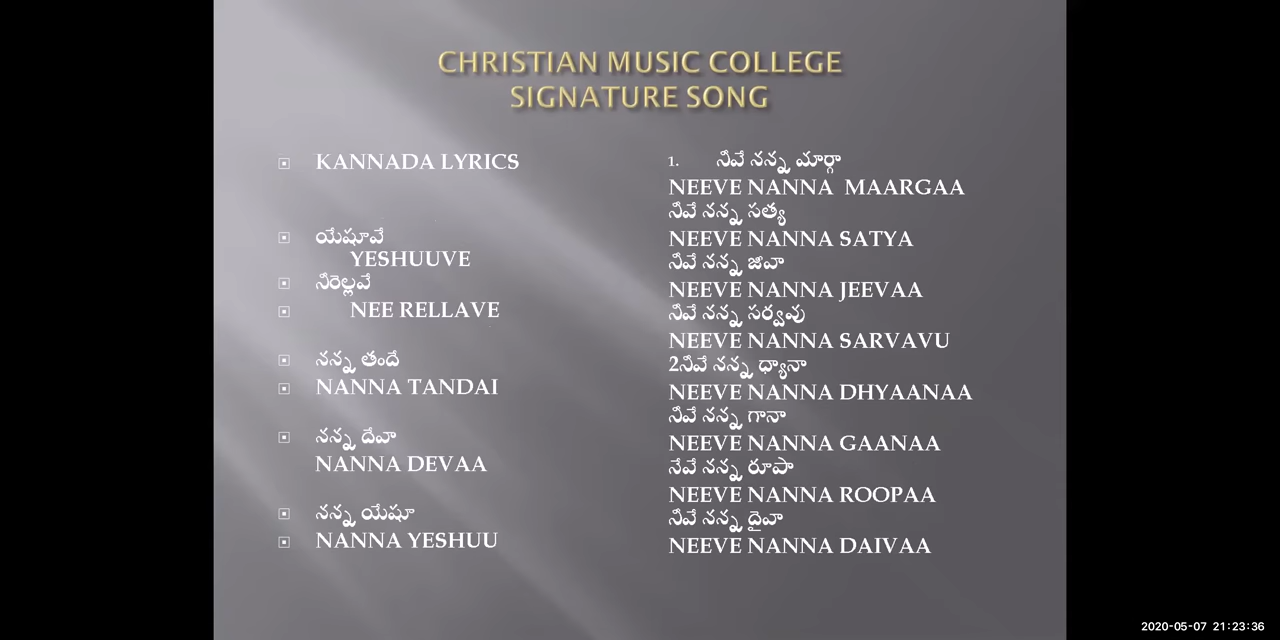 CHRISTIAN MUSIC COLLEGE
SIGNATURE SONG
KANNADA LYRICS
యేషూవే
YESHUUVE
నీరెల్లవే
NEE RELLAVE
నన్న తందే
NANNA TANDAI
నన్న దేవా
NANNA DEVAA
నన్న యేషూ
NANNA YESHUU
1. నీవే నన్న మార్గా
NEEVE NANNA MAARGAA
నీవే నన్న సత్య
NEEVE NANNA SATYA
నీవే నన్న జీవా
NEEVE NANNA JEEVAA
నీవే నన్న సర్వవు
NEEVE NANNA SARVAVU
2నీవే నన్న ధ్యానా
NEEVE NANNA DHYAANAA
నీవే నన్న గానా
NEEVE NANNA GAANAA
నేవే నన్న రూపా
NEEVE NANNA ROOPAA
నీవే నన్న దైవా
NEEVE NANNA DAIVAA
2020-05-07 21:23:36